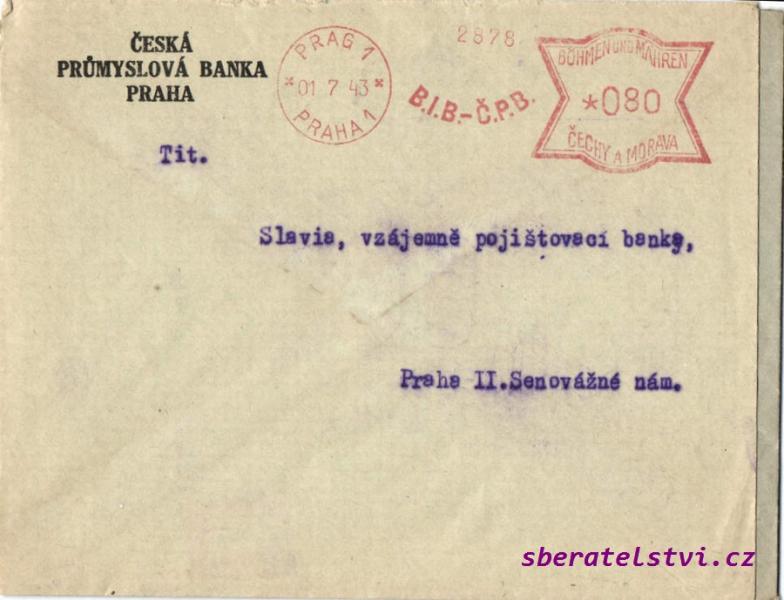 ČESKÁ
PRŮMYSLOVÁ BANKA
PRAHA
PRAG 1
* 01 7 43 *
PRAHA 1
2878
B.I.B.-Č.P.B.
BÖHMEN UND MÄHREN
*080
ČECHY A MORAVA
Tit.
Slavia, vzájemně pojištovací banka,
Praha II.Senovážné nám.
sberatelstvi.cz